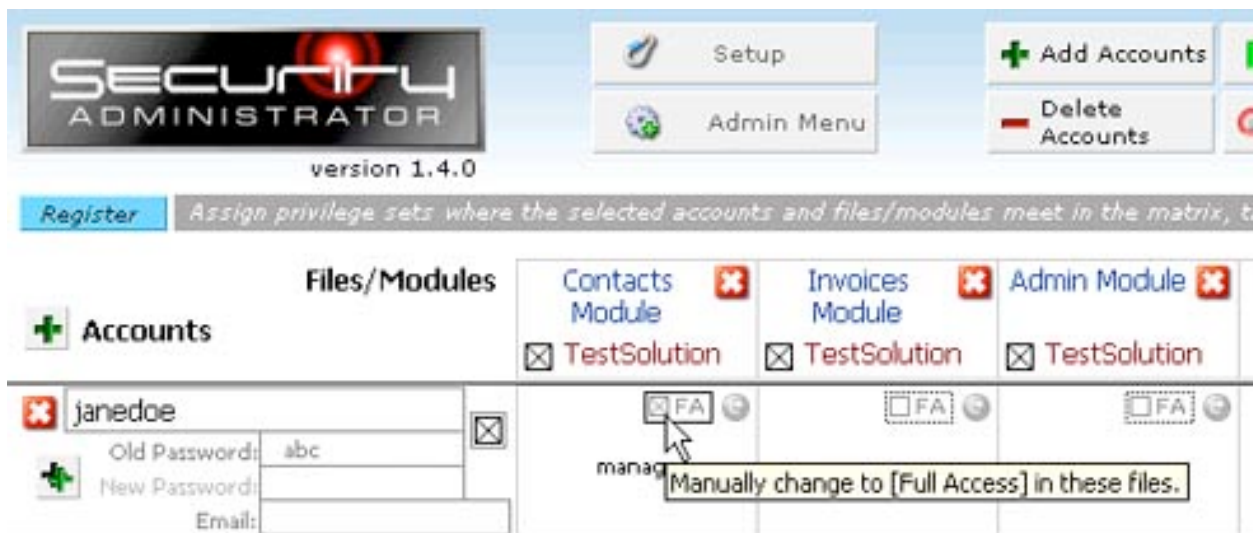 SECURITY
ADMINISTRATOR
version 1.4.0
Setup
Admin Menu
Add Accounts
Delete
Accounts
Register
Assign privilege sets where the selected accounts and files/modules meet in the matrix,
Files/Modules
Accounts
Contacts
Module
TestSolution
Invoices
Module
TestSolution
Admin Module
TestSolution
janedoe
Old Password: abc
New Password:
Email:
FA
FA
FA
manag
Manually change to [Full Access] in these files.